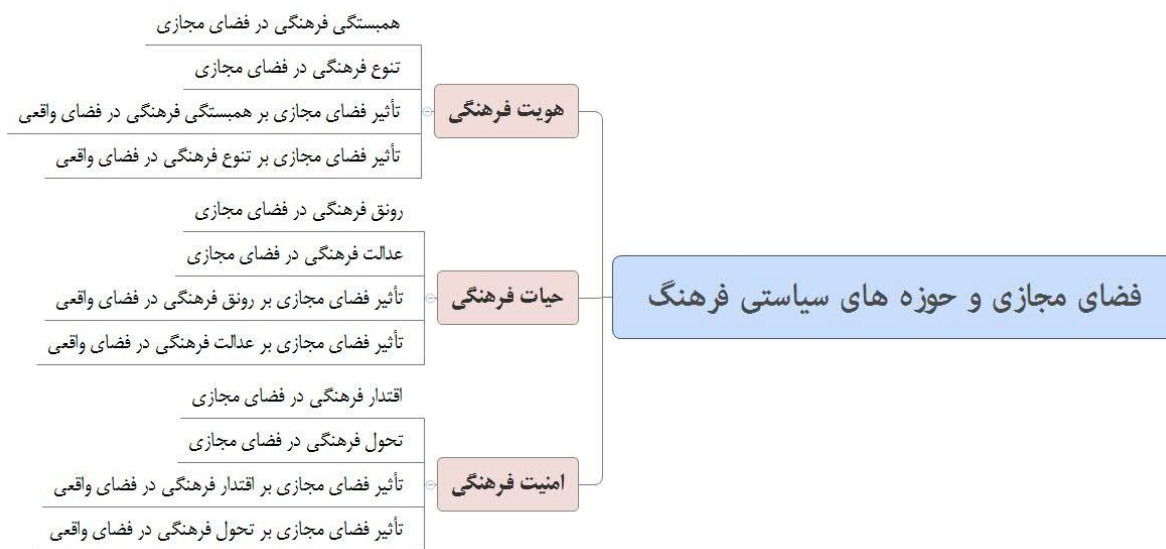 فضای مجازی و حوزه های سیاستی فرهنگ
هویت فرهنگی
همبستگی فرهنگی در فضای مجازی
تنوع فرهنگی در فضای مجازی
تأثیر فضای مجازی بر همبستگی فرهنگی در فضای واقعی
تأثیر فضای مجازی بر تنوع فرهنگی در فضای واقعی
حیات فرهنگی
رونق فرهنگی در فضای مجازی
عدالت فرهنگی در فضای مجازی
تأثیر فضای مجازی بر رونق فرهنگی در فضای واقعی
تأثیر فضای مجازی بر عدالت فرهنگی در فضای واقعی
امنیت فرهنگی
اقتدار فرهنگی در فضای مجازی
تحول فرهنگی در فضای مجازی
تأثیر فضای مجازی بر اقتدار فرهنگی در فضای واقعی
تأثیر فضای مجازی بر تحول فرهنگی در فضای واقعی